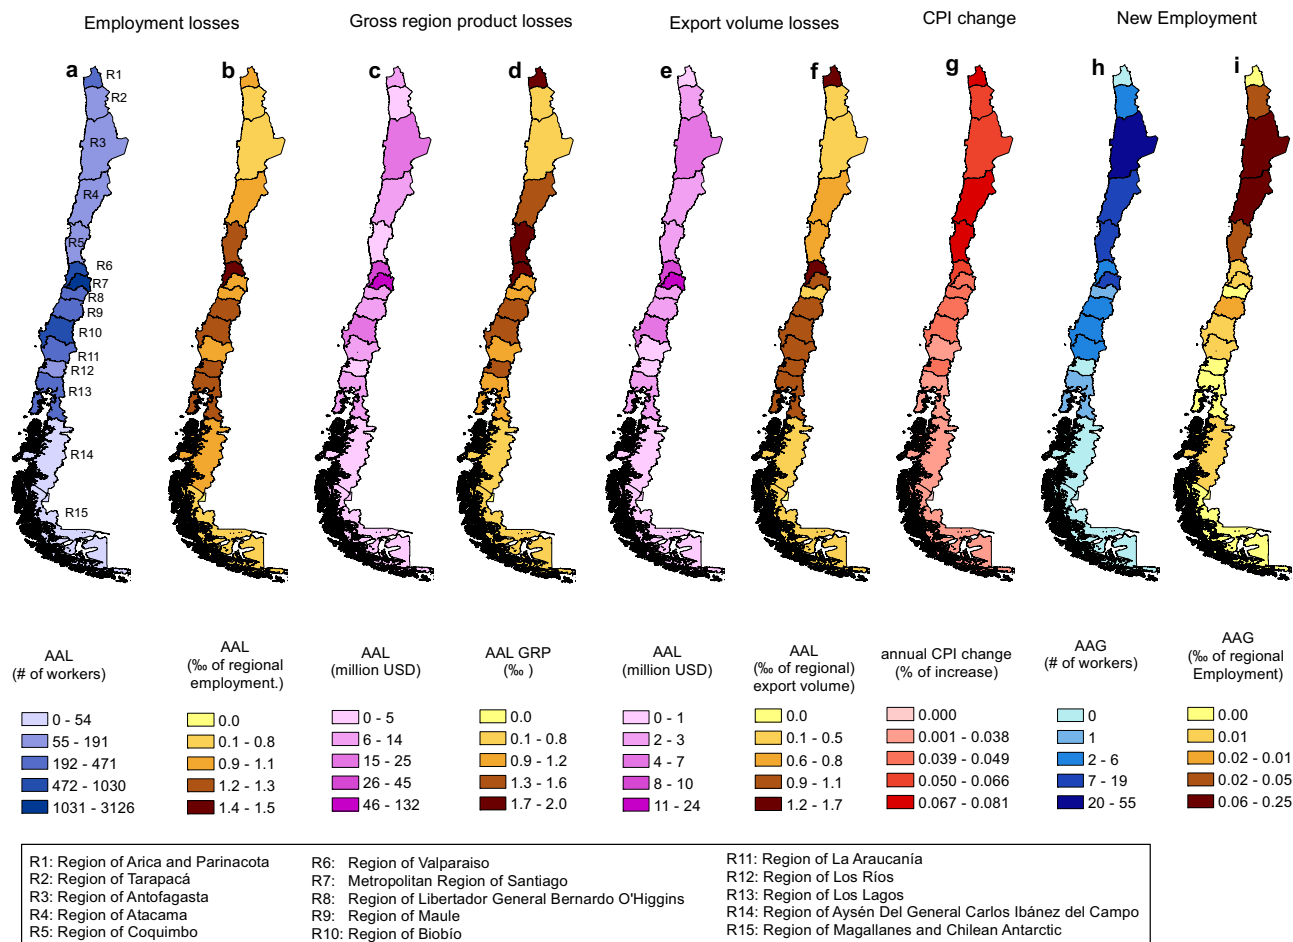 Employment losses
Gross region product losses
Export volume losses
CPI change
New Employment
a
b
c
d
e
f
g
h
i
R1
R2
R3
R4
R5
R6
R7
R8
R9
R10
R11
R12
R13
R14
R15
AAL
(# of workers)
0 - 54
55 - 191
192 - 471
472 - 1030
1031 - 3126
AAL
(‰ of regional
employment.)
0.0
0.1 - 0.8
0.9 - 1.1
1.2 - 1.3
1.4 - 1.5
AAL
(million USD)
0 - 5
6 - 14
15 - 25
26 - 45
46 - 132
AAL GRP
(‰ )
0.0
0.1 - 0.8
0.9 - 1.2
1.3 - 1.6
1.7 - 2.0
AAL
(million USD)
0 - 1
2 - 3
4 - 7
8 - 10
11 - 24
AAL
(‰ of regional)
export volume)
0.0
0.1 - 0.5
0.6 - 0.8
0.9 - 1.1
1.2 - 1.7
annual CPI change
(% of increase)
0.000
0.001 - 0.038
0.039 - 0.049
0.050 - 0.066
0.067 - 0.081
AAG
(# of workers)
0
1
2 - 6
7 - 19
20 - 55
AAG
(‰ of regional
Employment)
0.00
0.01
0.02 - 0.01
0.02 - 0.05
0.06 - 0.25
R1: Region of Arica and Parinacota
R2: Region of Tarapacá
R3: Region of Antofagasta
R4: Region of Atacama
R5: Region of Coquimbo
R6: Region of Valparaiso
R7: Metropolitan Region of Santiago
R8: Region of Libertador General Bernardo O'Higgins
R9: Region of Maule
R10: Region of Biobío
R11: Region of La Araucanía
R12: Region of Los Ríos
R13: Region of Los Lagos
R14: Region of Aysén Del General Carlos Ibánez del Campo
R15: Region of Magallanes and Chilean Antarctic